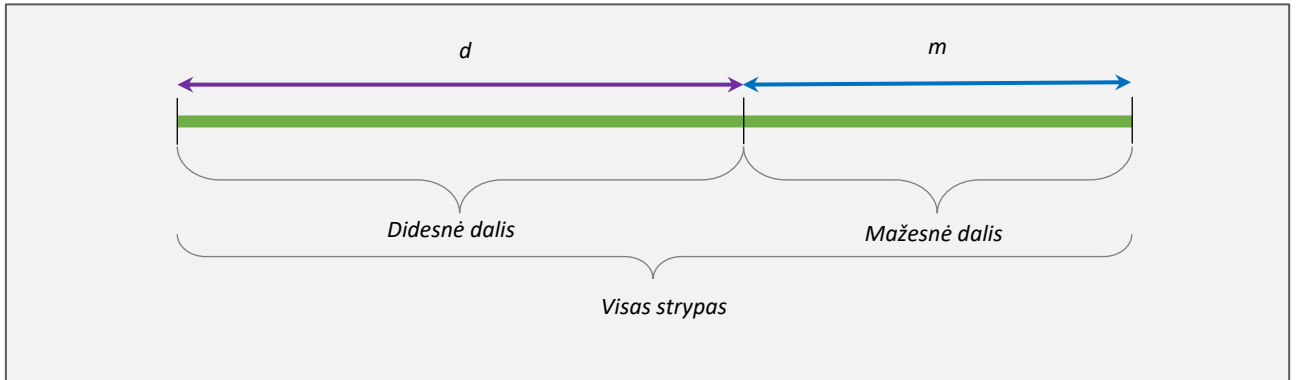 d
m
Didesnė dalis
Mažesnė dalis
Visas strypas